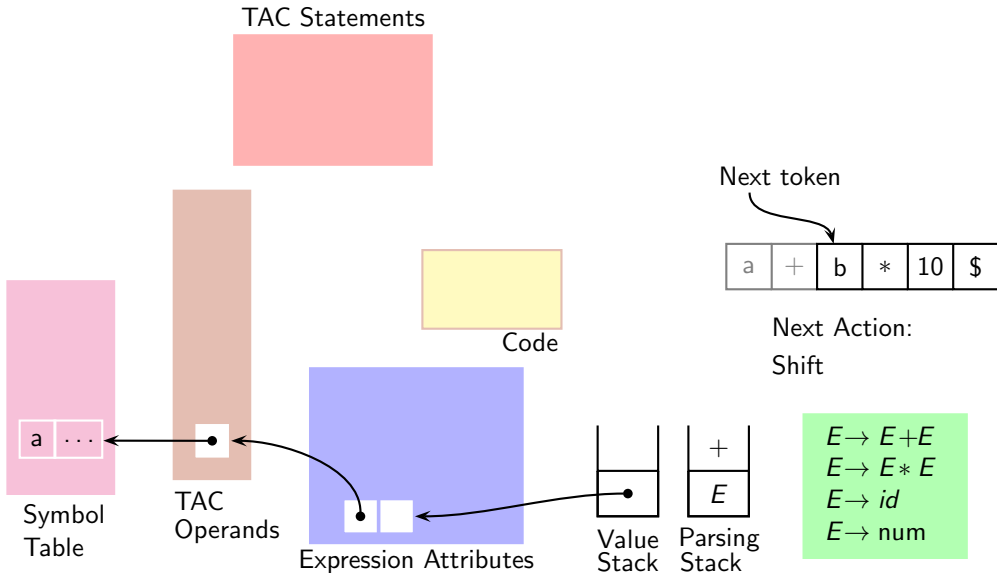 TAC Statements
Next token
a + b * 10 $
Code
Next Action:
Shift
a ···
E → E + E
E → E * E
E → id
E → num
+
E
Symbol
Table
TAC
Operands
Expression Attributes
Value
Stack
Parsing
Stack